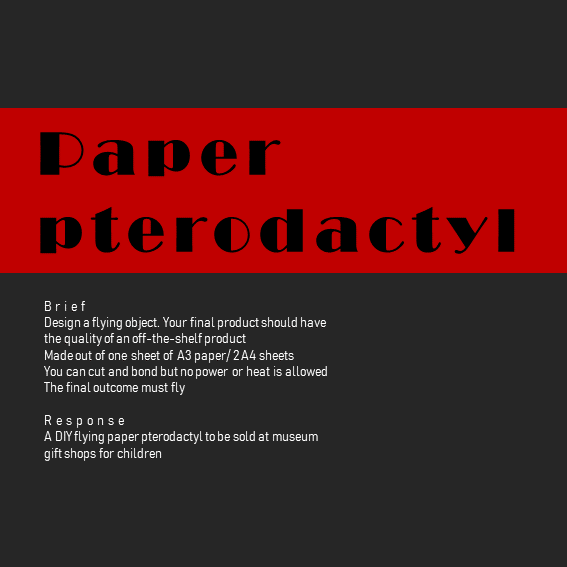 Paper
pterodactyl
Brief
Design a flying object. Your final product should have
the quality of an off-the-shelf product
Made out of one sheet of A3 paper/ 2 A4 sheets
You can cut and bond but no power or heat is allowed
The final outcome must fly
Response
A DIY flying paper pterodactyl to be sold at museum
gift shops for children